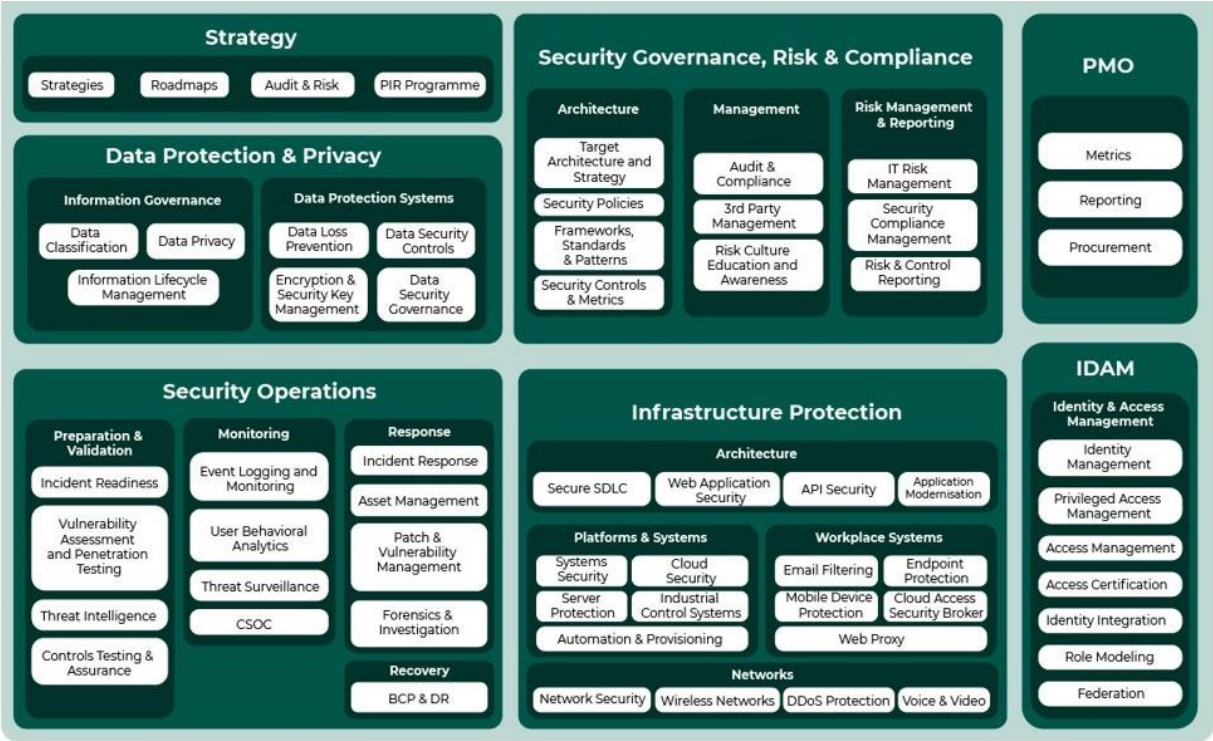 Strategy
Strategies
Roadmaps
Audit & Risk
PIR Programme
Data Protection & Privacy
Information Governance
Data
Classification
Data Privacy
Information Lifecycle
Management
Data Protection Systems
Data Loss
Prevention
Data Security
Controls
Encryption &
Security Key
Management
Data
Security
Governance
Security Governance, Risk & Compliance
Architecture
Target
Architecture and
Strategy
Security Policies
Frameworks,
Standards
& Patterns
Security Controls
& Metrics
Management
Audit &
Compliance
3rd Party
Management
Risk Culture
Education and
Awareness
Risk Management
& Reporting
IT Risk
Management
Security
Compliance
Management
Risk & Control
Reporting
PMO
Metrics
Reporting
Procurement
Security Operations
Preparation &
Validation
Incident Readiness
Vulnerability
Assessment
and Penetration
Testing
Threat Intelligence
Controls Testing &
Assurance
Monitoring
Event Logging and
Monitoring
User Behavioral
Analytics
Threat Surveillance
CSOC
Response
Incident Response
Asset Management
Patch &
Vulnerability
Management
Forensics &
Investigation
Recovery
BCP & DR
Infrastructure Protection
Architecture
Secure SDLC
Web Application
Security
API Security
Application
Modernisation
Platforms & Systems
Systems
Security
Cloud
Security
Server
Protection
Industrial
Control Systems
Automation & Provisioning
Workplace Systems
Email Filtering
Endpoint
Protection
Mobile Device
Protection
Cloud Access
Security Broker
Web Proxy
Networks
Network Security
Wireless Networks
DDoS Protection
Voice & Video
IDAM
Identity & Access
Management
Identity
Management
Privileged Access
Management
Access Management
Access Certification
Identity Integration
Role Modeling
Federation